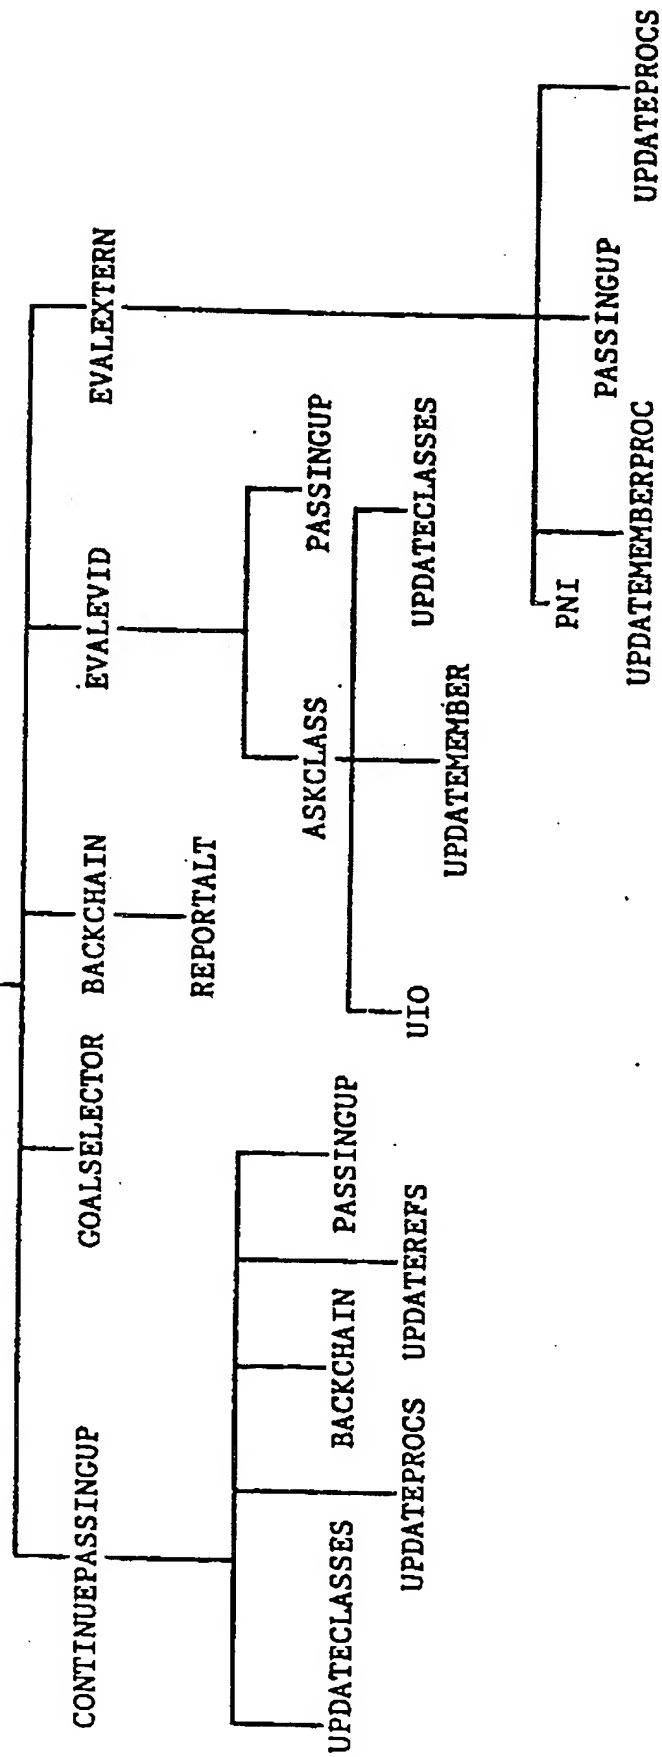 CONTINUEPASSINGUP
GOALSELECTOR
BACKCHAIN
EVALEVID
EVALEXTERN
UPDATECLASSES
UPDATEPROCS
BACKCHAIN
UPDATEREFS
PASSINGUP
REPORTALT
ASKCLASS
PASSINGUP
UIO
UPDATEMEMBER
UPDATECLASSES
PNI
UPDATEMEMBERPROC
PASSINGUP
UPDATEPROCS